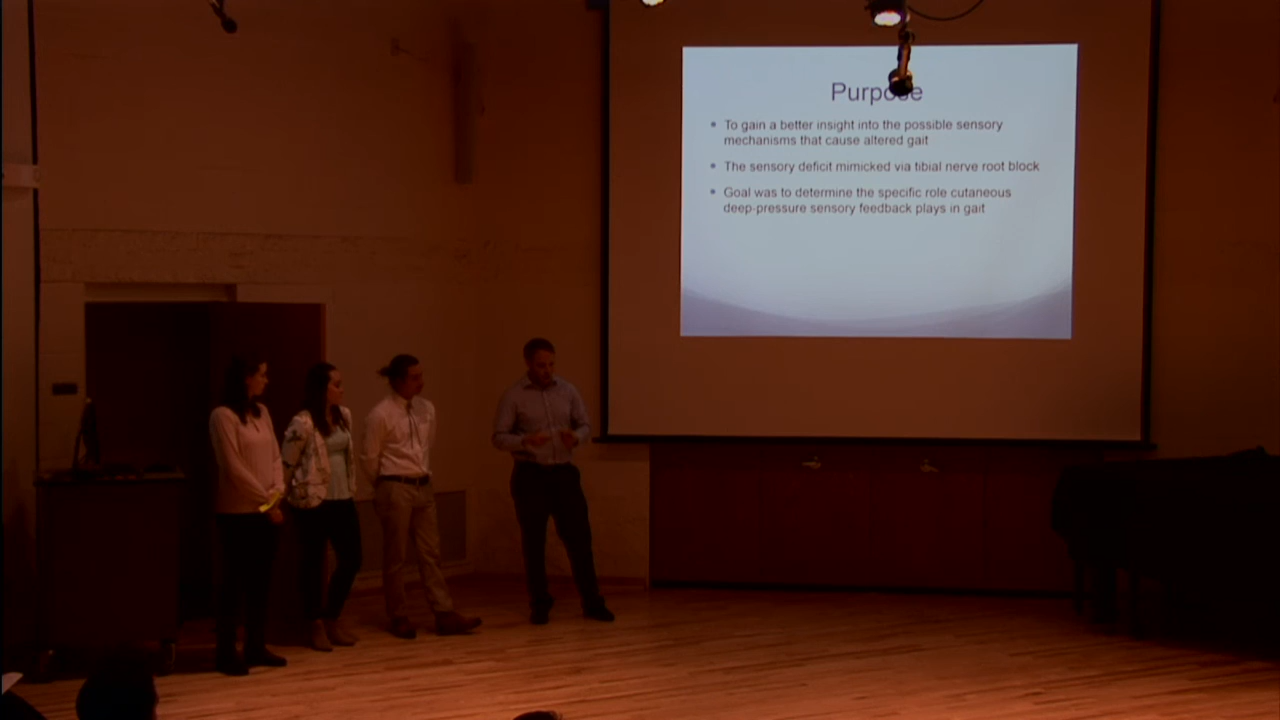 Purpose
• To gain a better insight into the possible sensory
mechanisms that cause altered gait
• The sensory deficit mimicked via tibial nerve root block
• Goal was to determine the specific role cutaneous
deep-pressure sensory feedback plays in gait